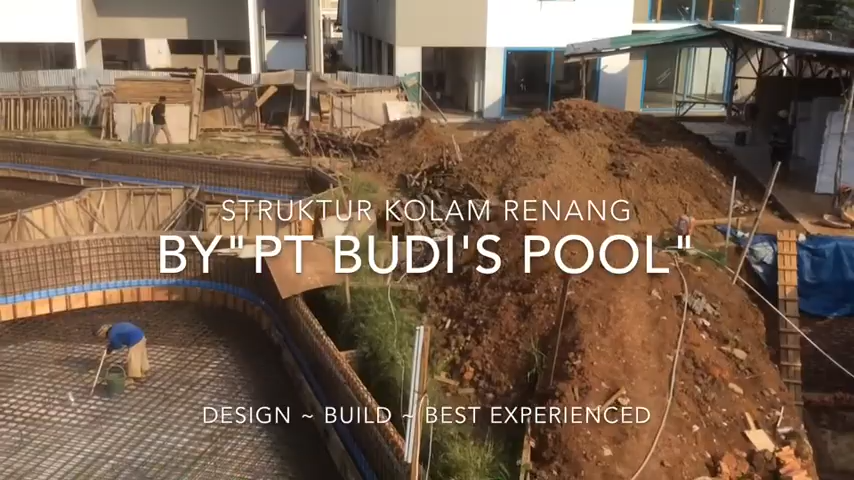 STRUKTUR KOLAM RENANG
BY"PT BUDI'S POOL"
DESIGN ~ BUILD ~ BEST EXPERIENCED